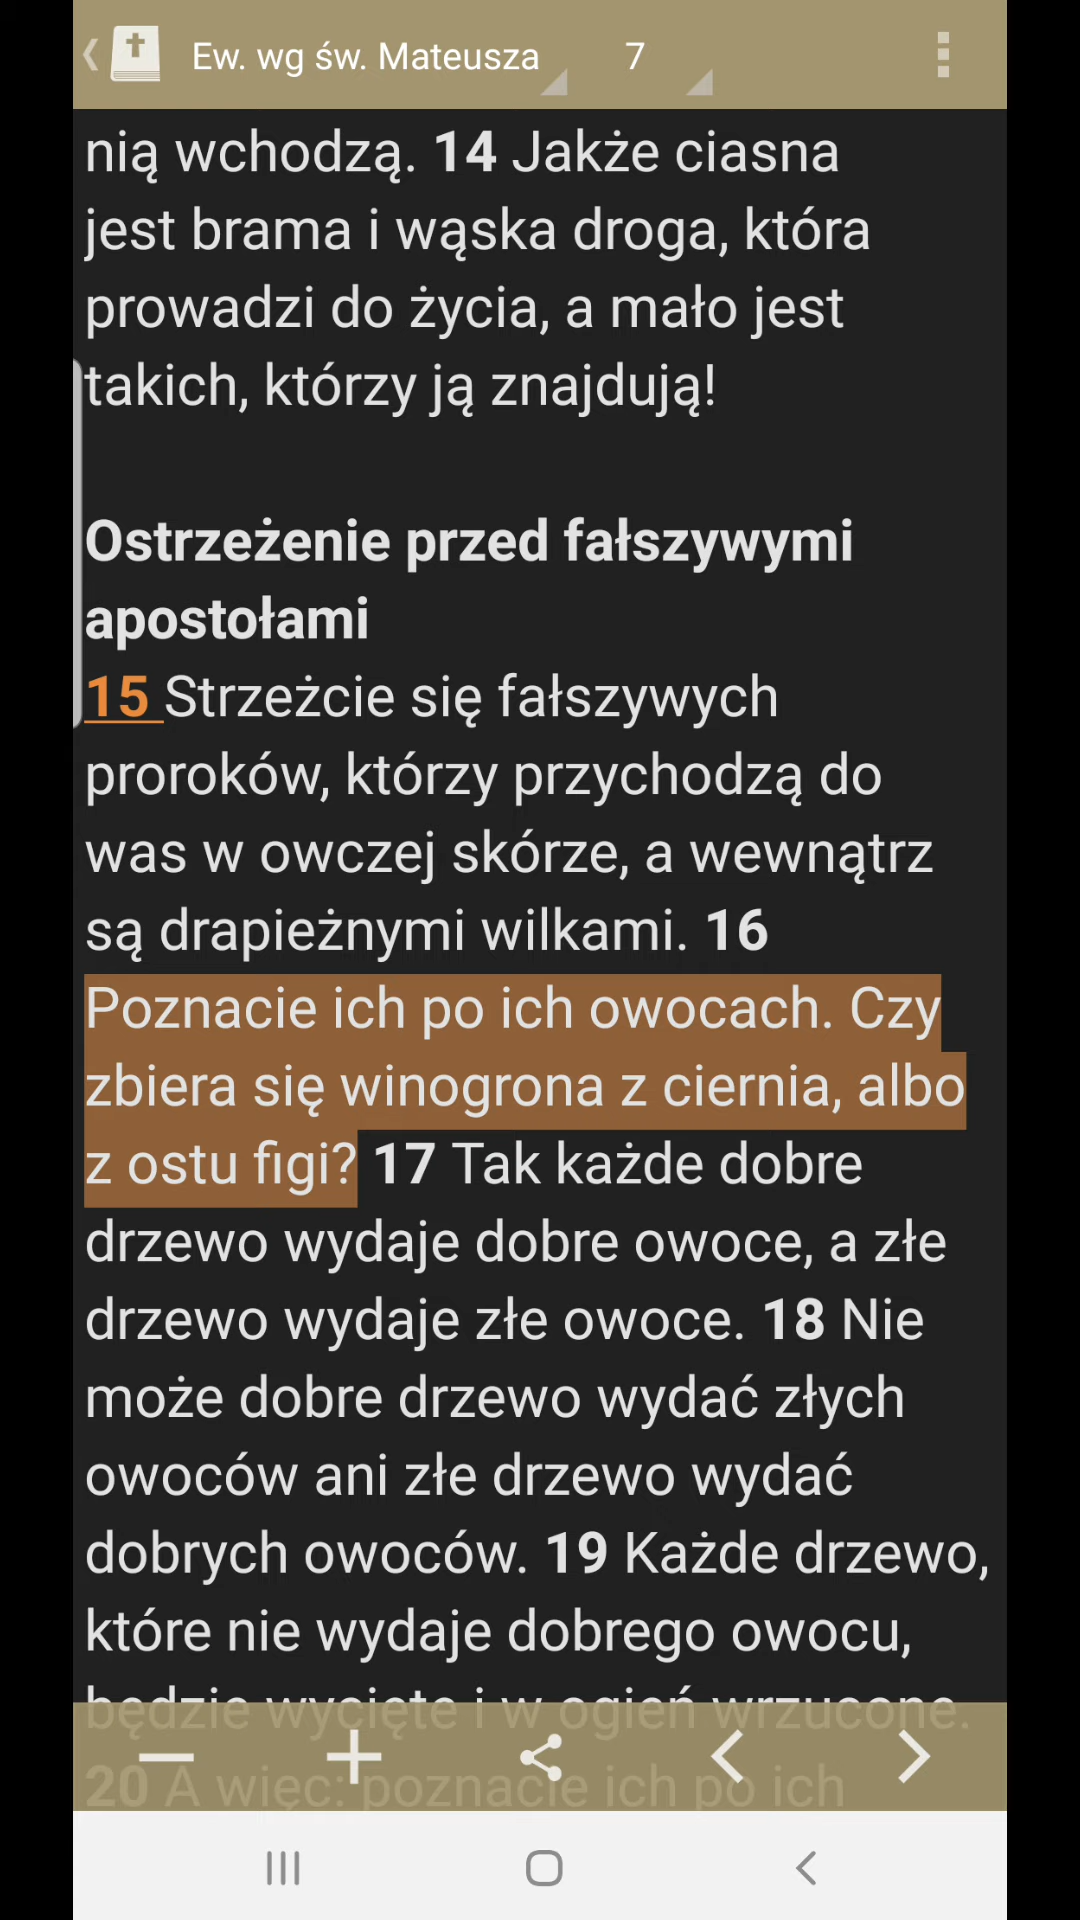 Ew. wg św. Mateusza 7
nią wchodzą. 14 Jakże ciasna
jest brama i wąska droga, która
prowadzi do życia, a mało jest
takich, którzy ją znajdują!
Ostrzeżenie przed fałszywymi
apostołami
15 Strzeżcie się fałszywych
proroków, którzy przychodzą do
was w owczej skórze, a wewnątrz
są drapieżnymi wilkami. 16
Poznacie ich po ich owocach. Czy
zbiera się winogrona z ciernia, albo
z ostu figi? 17 Tak każde dobre
drzewo wydaje dobre owoce, a złe
drzewo wydaje złe owoce. 18 Nie
może dobre drzewo wydać złych
owoców ani złe drzewo wydać
dobrych owoców. 19 Każde drzewo,
które nie wydaje dobrego owocu,
będzie wycięte i w ogień wrzucone.
20 A więc: poznacie ich po ich